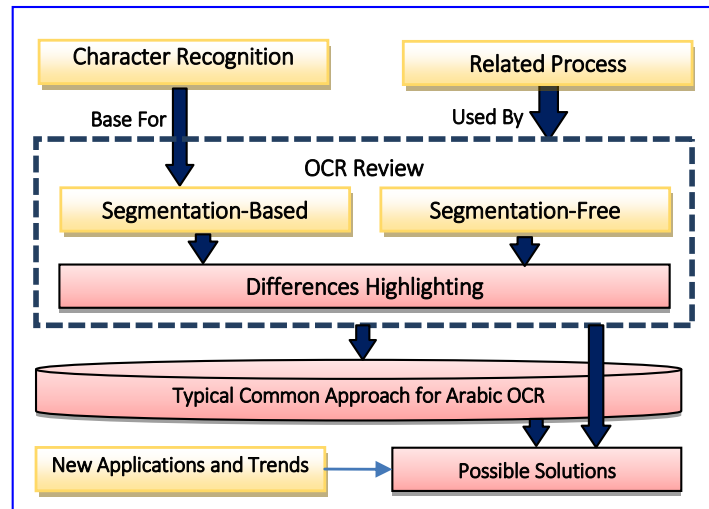 Character Recognition
Related Process
Base For
Used By
OCR Review
Segmentation-Based
Segmentation-Free
Differences Highlighting
Typical Common Approach for Arabic OCR
New Applications and Trends
Possible Solutions